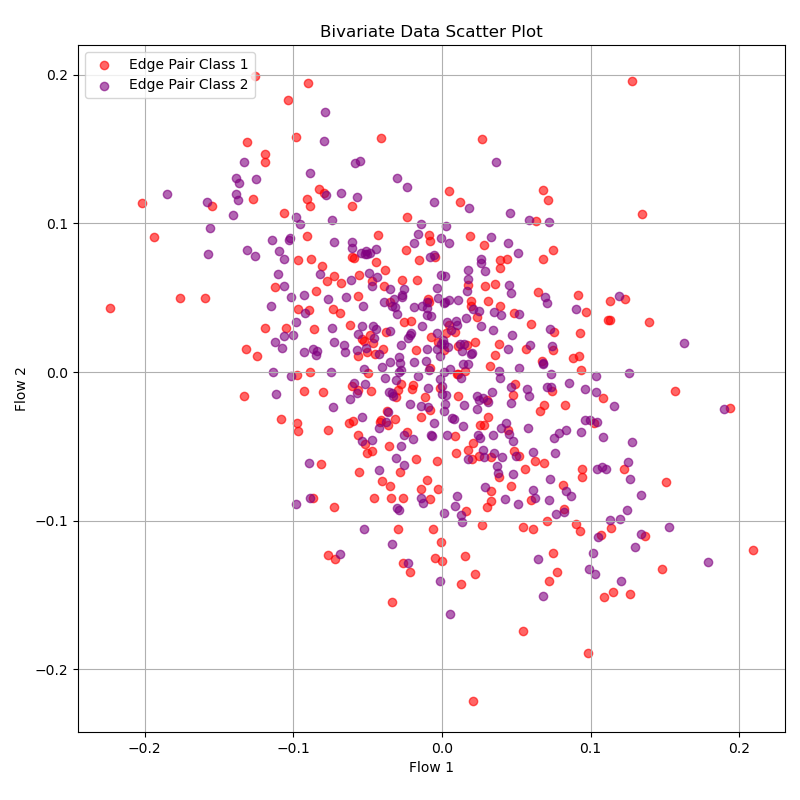 Bivariate Data Scatter Plot
Edge Pair Class 1
Edge Pair Class 2
0.2
0.1
0.0
−0.1
−0.2
Flow 2
−0.2 −0.1 0.0 0.1 0.2
Flow 1